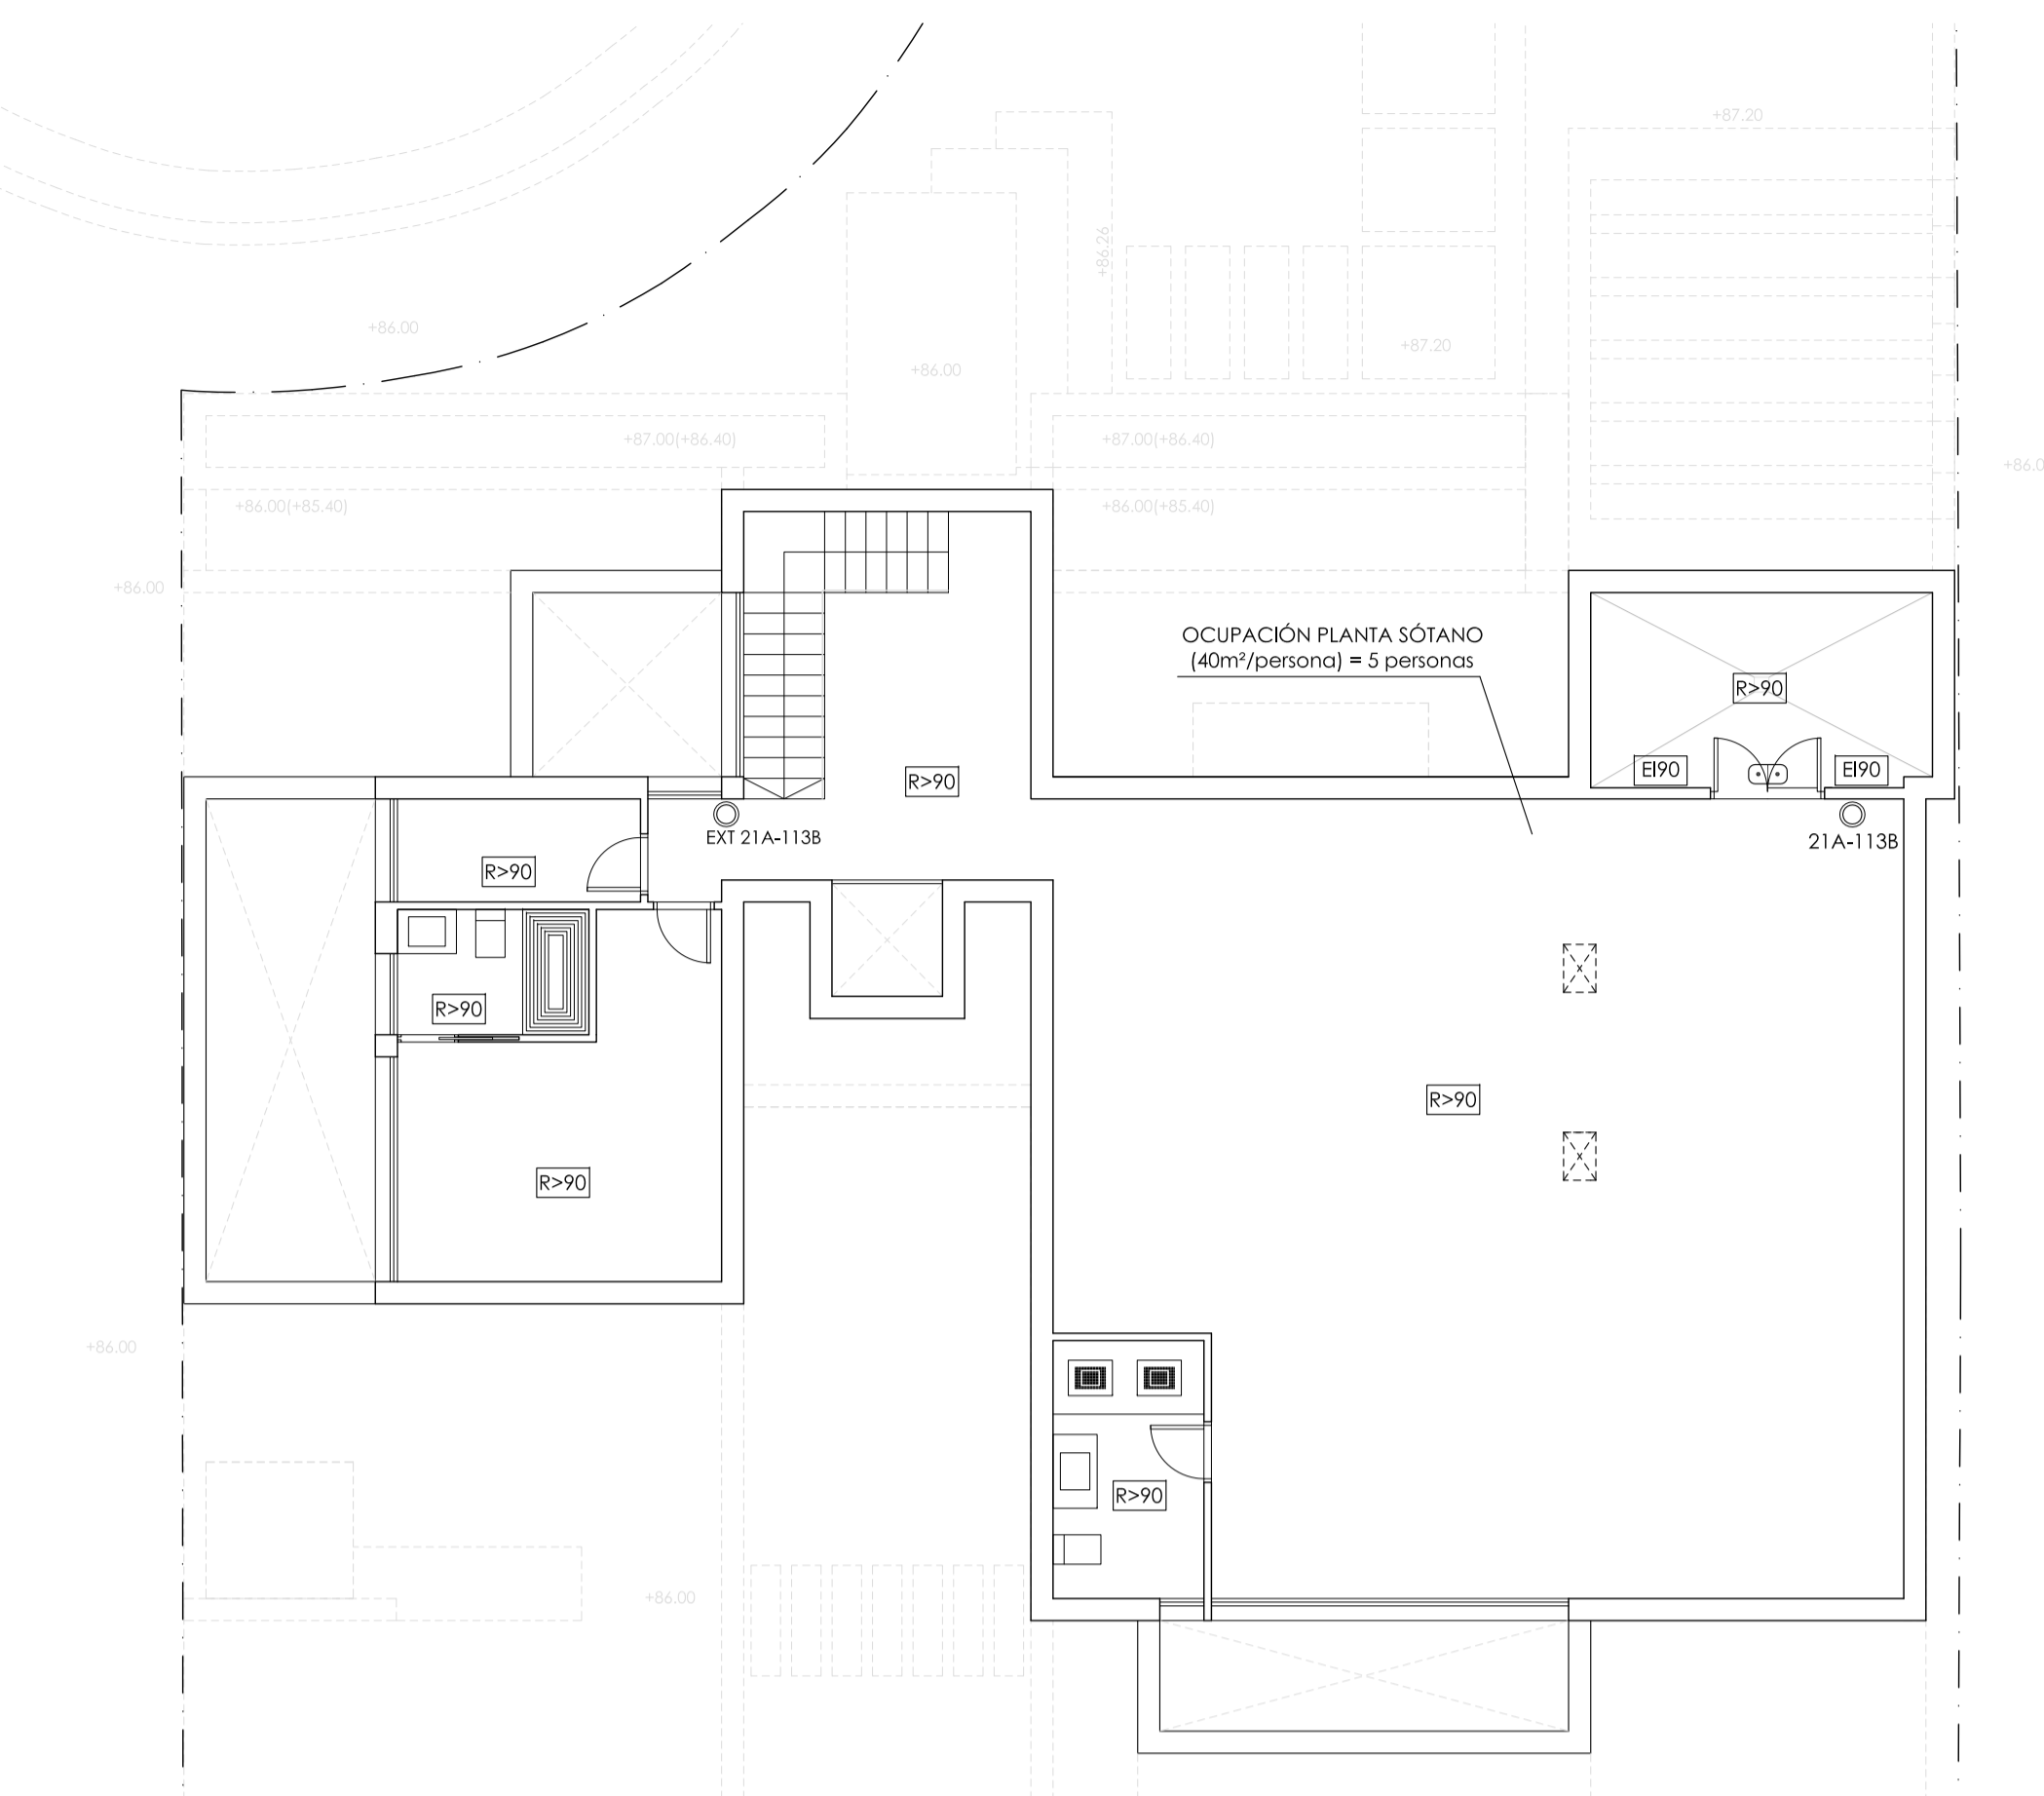 +87.20
+86.26
+86.00
+87.20
+86.00
+87.00(+86.40)
+87.00(+86.40)
+86.0
+86.00(+85.40)
+86.00(+85.40)
+86.00
OCUPACIÓN PLANTA SÓTANO
(40m²/persona) = 5 personas
R>90
EI90
EI90
R>90
EXT 21A-113B
21A-113B
R>90
R>90
R>90
R>90
+86.00
R>90
+86.00